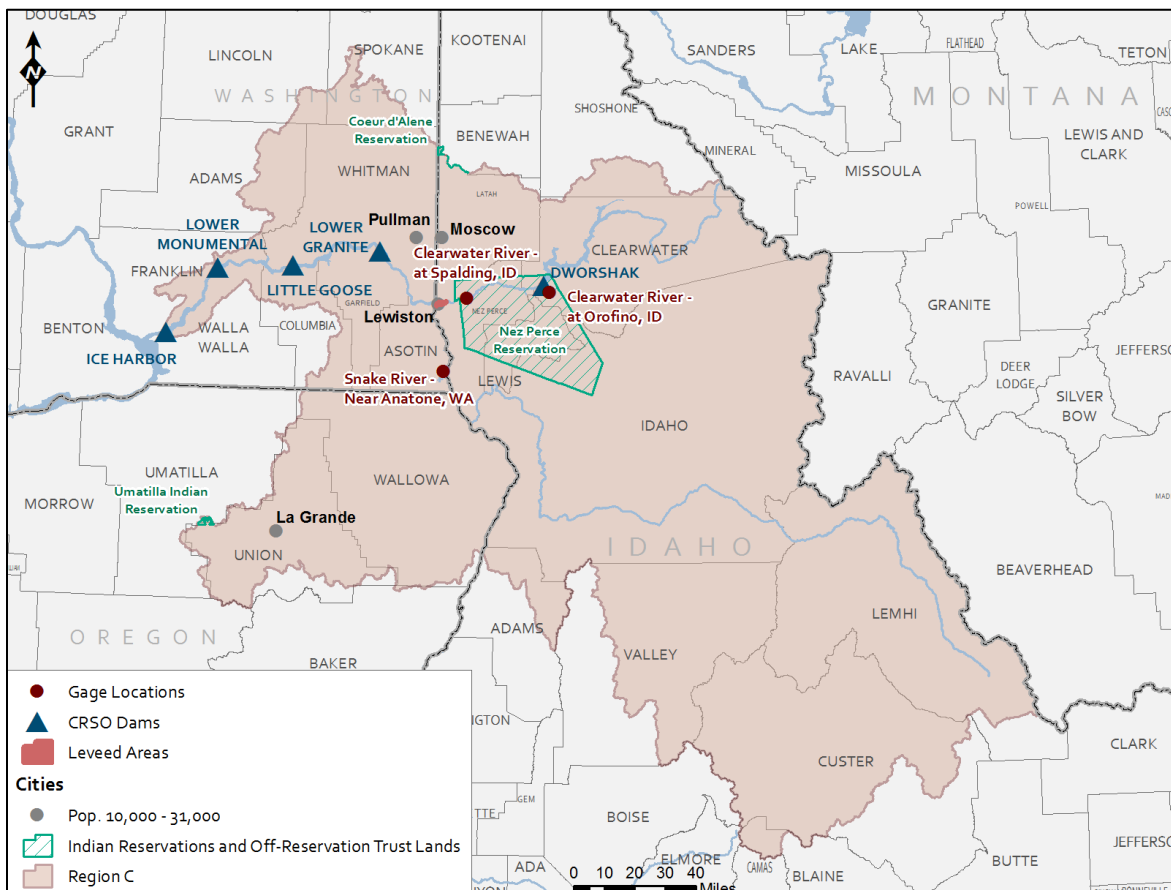 DOUGLAS
LINCOLN
SPOKANE
KOOTENAI
SANDERS
LAKE
FLATHEAD
TETON
N
WASHINGTON
SHOSHONE
MONTANA
GRANT
Coeur d'Alene
Reservation
BENEWAH
LEWIS AND
CLARK
MINERAL
MISSOULA
ADAMS
WHITMAN
LATAH
POWELL
Pullman
Moscow
LOWER
MONUMENTAL
LOWER
GRANITE
Clearwater River -
at Spalding, ID
CLEARWATER
FRANKLIN
LITTLE GOOSE
DWORSHAK
Clearwater River -
at Orofino, ID
GARFIELD
Lewiston
NEZ PERCE
GRANITE
BENTON
WALLA
WALLA
COLUMBIA
Nez Perce
Reservation
ICE HARBOR
ASOTIN
JEFFERS
DEER
LODGE
RAVALLI
Snake River -
Near Anatone, WA
LEWIS
SILVER
BOW
IDAHO
UMATILLA
WALLOWA
Umatilla Indian
Reservation
MORROW
La Grande
UNION
IDAHO
BEAVERHEAD
MAD
OREGON
ADAMS
LEMHI
BAKER
VALLEY
Gage Locations
CRSO Dams
Leveed Areas
Cities
Pop. 10,000 - 31,000
Indian Reservations and Off-Reservation Trust Lands
Region C
NGTON
CLARK
CUSTER
GEM
TTE
BOISE
JEFFERS
ADA
ELMORE
CAMAS
BLAINE
BUTTE
0 10 20 30 40
Miles